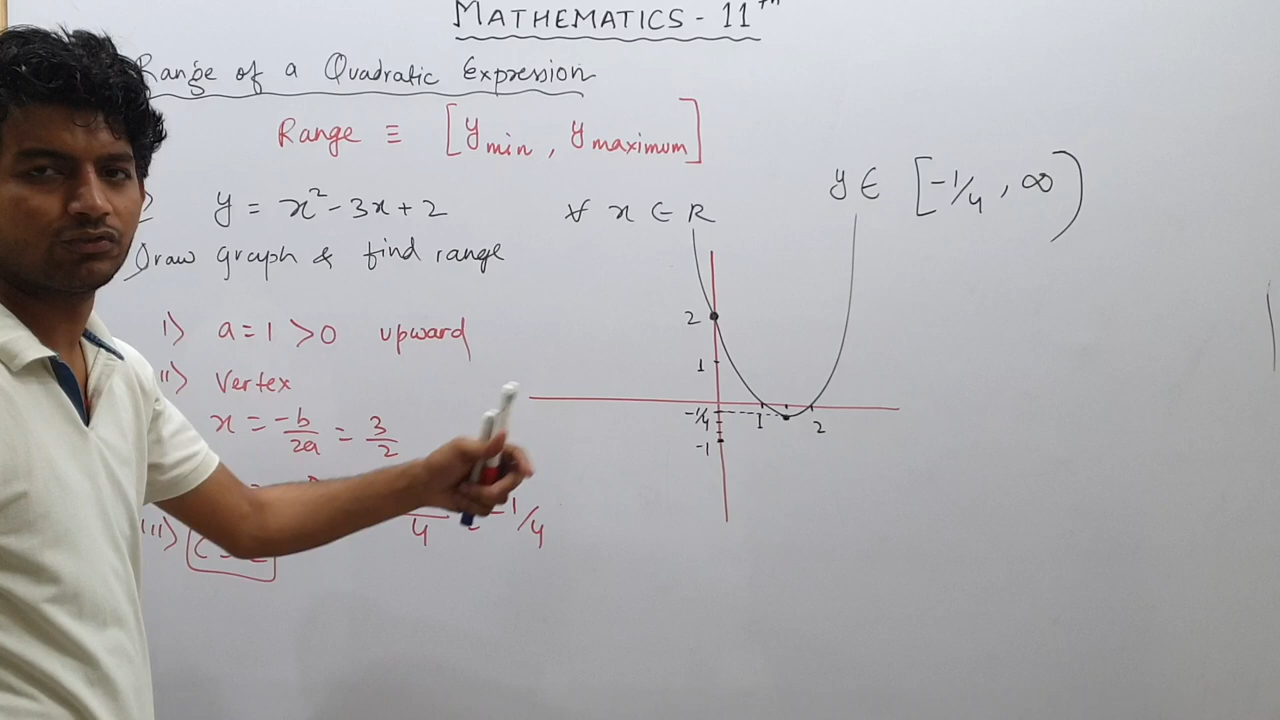 MATHEMATICS - 11th
Range of a Quadratic Expression
Range ≡ [y min , y maximum]
y = x² - 3x + 2 ∀ x ∈ R
y ∈ [-1/4 , ∞)
Draw graph & find range
i) a = 1 > 0 upward
ii) Vertex
x = -b/2a = 3/2
4 = -1/4
iii)
2
1
-1/4
-1
1
2